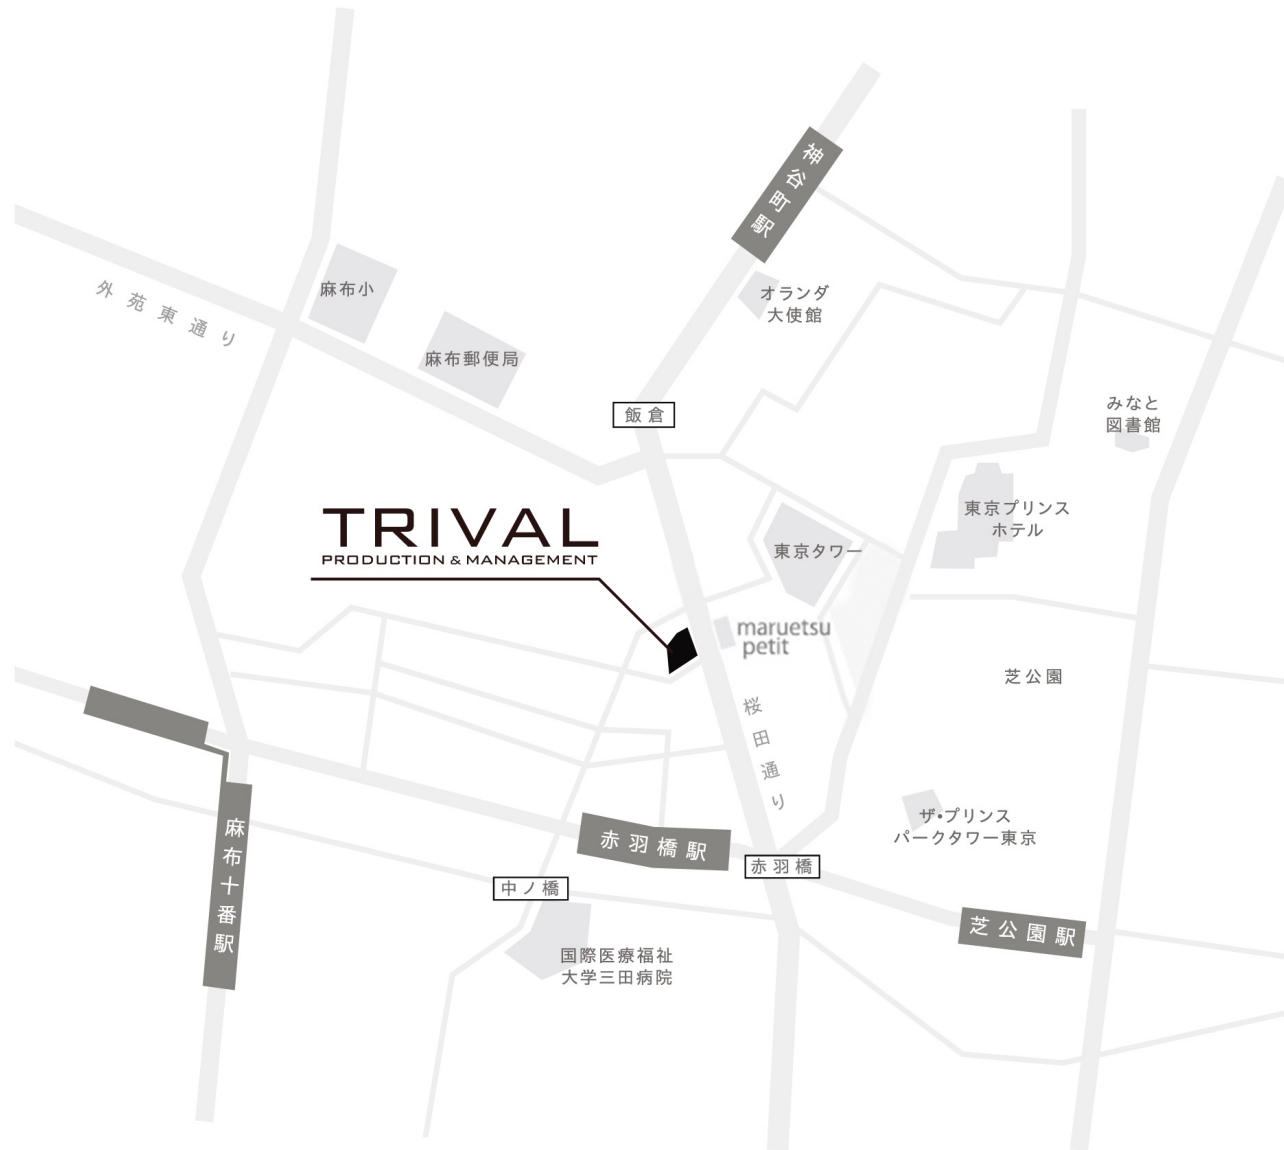 神谷町駅
麻布小
外苑東通り
オランダ
大使館
麻布郵便局
飯倉
みなと
図書館
TRIVAL
PRODUCTION & MANAGEMENT
東京プリンス
ホテル
東京タワー
maruetsu
petit
芝公園
桜田通り
ザ・プリンス
パークタワー東京
麻布十番駅
赤羽橋駅
赤羽橋
中ノ橋
芝公園駅
国際医療福祉
大学三田病院